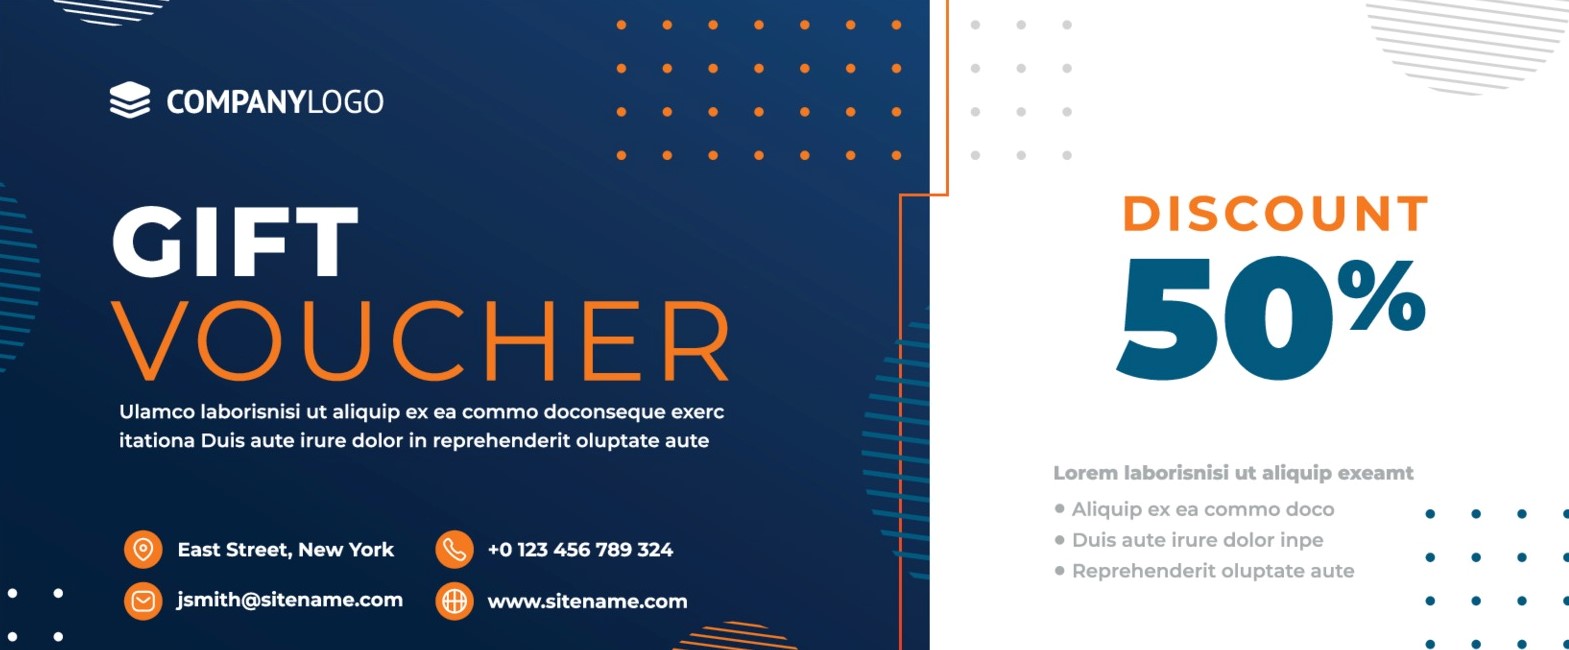 COMPANYLOGO
GIFT
VOUCHER
Ulamco laborisnisi ut aliquip ex ea commo doconseque exerc
itationa Duis aute irure dolor in reprehenderit oluptate aute
East Street, New York
+0 123 456 789 324
jsmith@sitename.com
www.sitename.com
DISCOUNT
50%
Lorem laborisnisi ut aliquip exeamt
• Aliquip ex ea commo doco
• Duis aute irure dolor inpe
• Reprehenderit oluptate aute